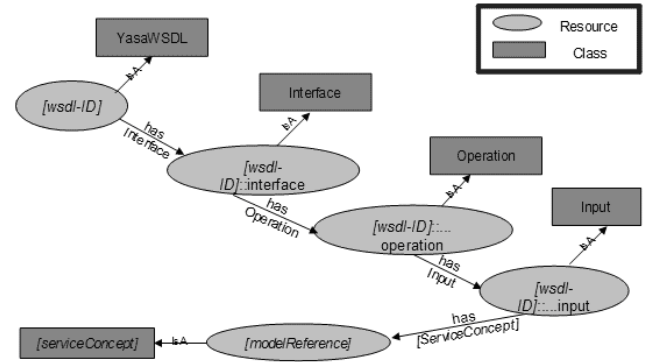 YasaWSDL
Resource
Class
IsA
[wsdl-ID]
has
Interface
Interface
IsA
[wsdl-
ID]::interface
has
Operation
Operation
IsA
[wsdl-ID]::...
operation
has
Input
Input
IsA
[wsdl-
ID]::...input
has
[ServiceConcept]
[modelReference]
IsA
[serviceConcept]